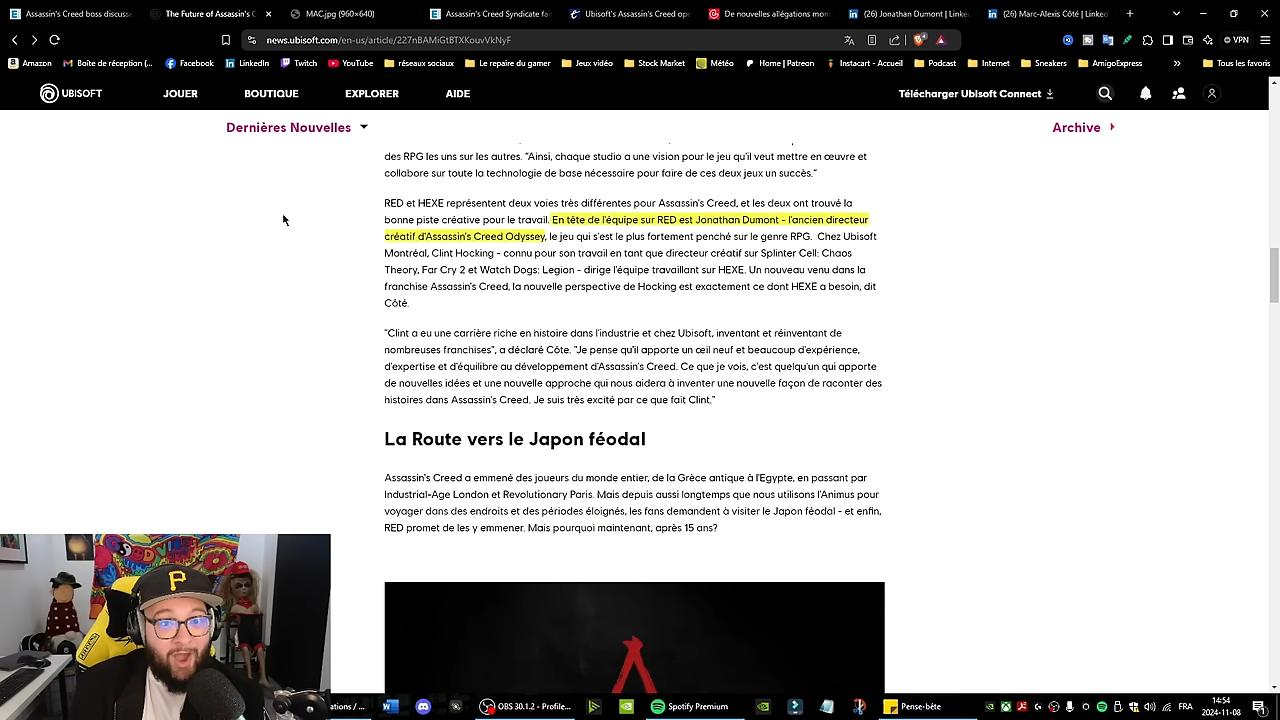 Assassin's Creed boss discuss
The Future of Assassin's C
MAC.jpg (960×640)
Assassin's Creed Syndicate fai
Ubisoft's Assassin's Creed ope
De nouvelles allégations mon
(26) Jonathan Dumont | Linke
(26) Marc-Alexis Côté | Linked
news.ubisoft.com/en-us/article/227nBAMiGtBTXKouvVkNyF
VPN
Amazon
Boîte de réception (...
Facebook
LinkedIn
Twitch
YouTube
réseaux sociaux
Le repaire du gamer
Jeux vidéo
Stock Market
Météo
Home | Patreon
Instacart - Accueil
Podcast
Internet
Sneakers
AmigoExpress
Tous les favoris
UBISOFT
JOUER
BOUTIQUE
EXPLORER
AIDE
Télécharger Ubisoft Connect
Dernières Nouvelles
Archive
des RPG les uns sur les autres. "Ainsi, chaque studio a une vision pour le jeu qu'il veut mettre en œuvre et
collabore sur toute la technologie de base nécessaire pour faire de ces deux jeux un succès."
RED et HEXE représentent deux voies très différentes pour Assassin's Creed, et les deux ont trouvé la
bonne piste créative pour le travail. En tête de l'équipe sur RED est Jonathan Dumont - l'ancien directeur
créatif d'Assassin's Creed Odyssey, le jeu qui s'est le plus fortement penché sur le genre RPG. Chez Ubisoft
Montréal, Clint Hocking - connu pour son travail en tant que directeur créatif sur Splinter Cell: Chaos
Theory, Far Cry 2 et Watch Dogs: Legion - dirige l'équipe travaillant sur HEXE. Un nouveau venu dans la
franchise Assassin's Creed, la nouvelle perspective de Hocking est exactement ce dont HEXE a besoin, dit
Côté.
"Clint a eu une carrière riche en histoire dans l'industrie et chez Ubisoft, inventant et réinventant de
nombreuses franchises", a déclaré Côte. "Je pense qu'il apporte un œil neuf et beaucoup d'expérience,
d'expertise et d'équilibre au développement d'Assassin's Creed. Ce que je vois, c'est quelqu'un qui apporte
de nouvelles idées et une nouvelle approche qui nous aidera à inventer une nouvelle façon de raconter des
histoires dans Assassin's Creed. Je suis très excité par ce que fait Clint."
La Route vers le Japon féodal
Assassin's Creed a emmené des joueurs du monde entier, de la Grèce antique à l'Egypte, en passant par
Industrial-Age London et Revolutionary Paris. Mais depuis aussi longtemps que nous utilisons l'Animus pour
voyager dans des endroits et des périodes éloignés, les fans demandent à visiter le Japon féodal - et enfin,
RED promet de les y emmener. Mais pourquoi maintenant, après 15 ans?
P
ations / ...
OBS 30.1.2 - Profile...
Spotify Premium
Pense-bête
FRA
14:54
2024-11-08